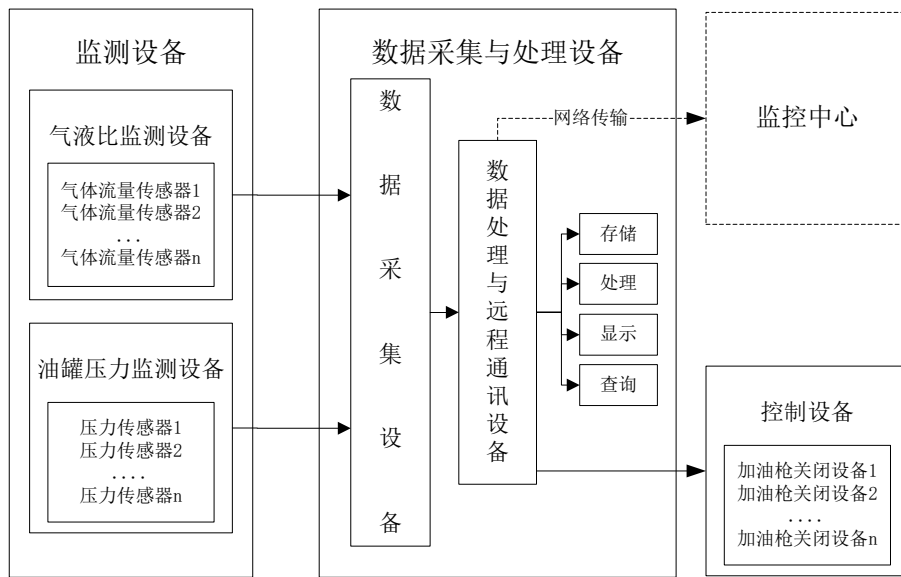 监测设备
气液比监测设备
气体流量传感器1
气体流量传感器2
...
气体流量传感器n
油罐压力监测设备
压力传感器1
压力传感器2
....
压力传感器n
数据采集与处理设备
数据采集设备
数据处理与远程通讯设备
网络传输
存储
处理
显示
查询
监控中心
控制设备
加油枪关闭设备1
加油枪关闭设备2
....
加油枪关闭设备n